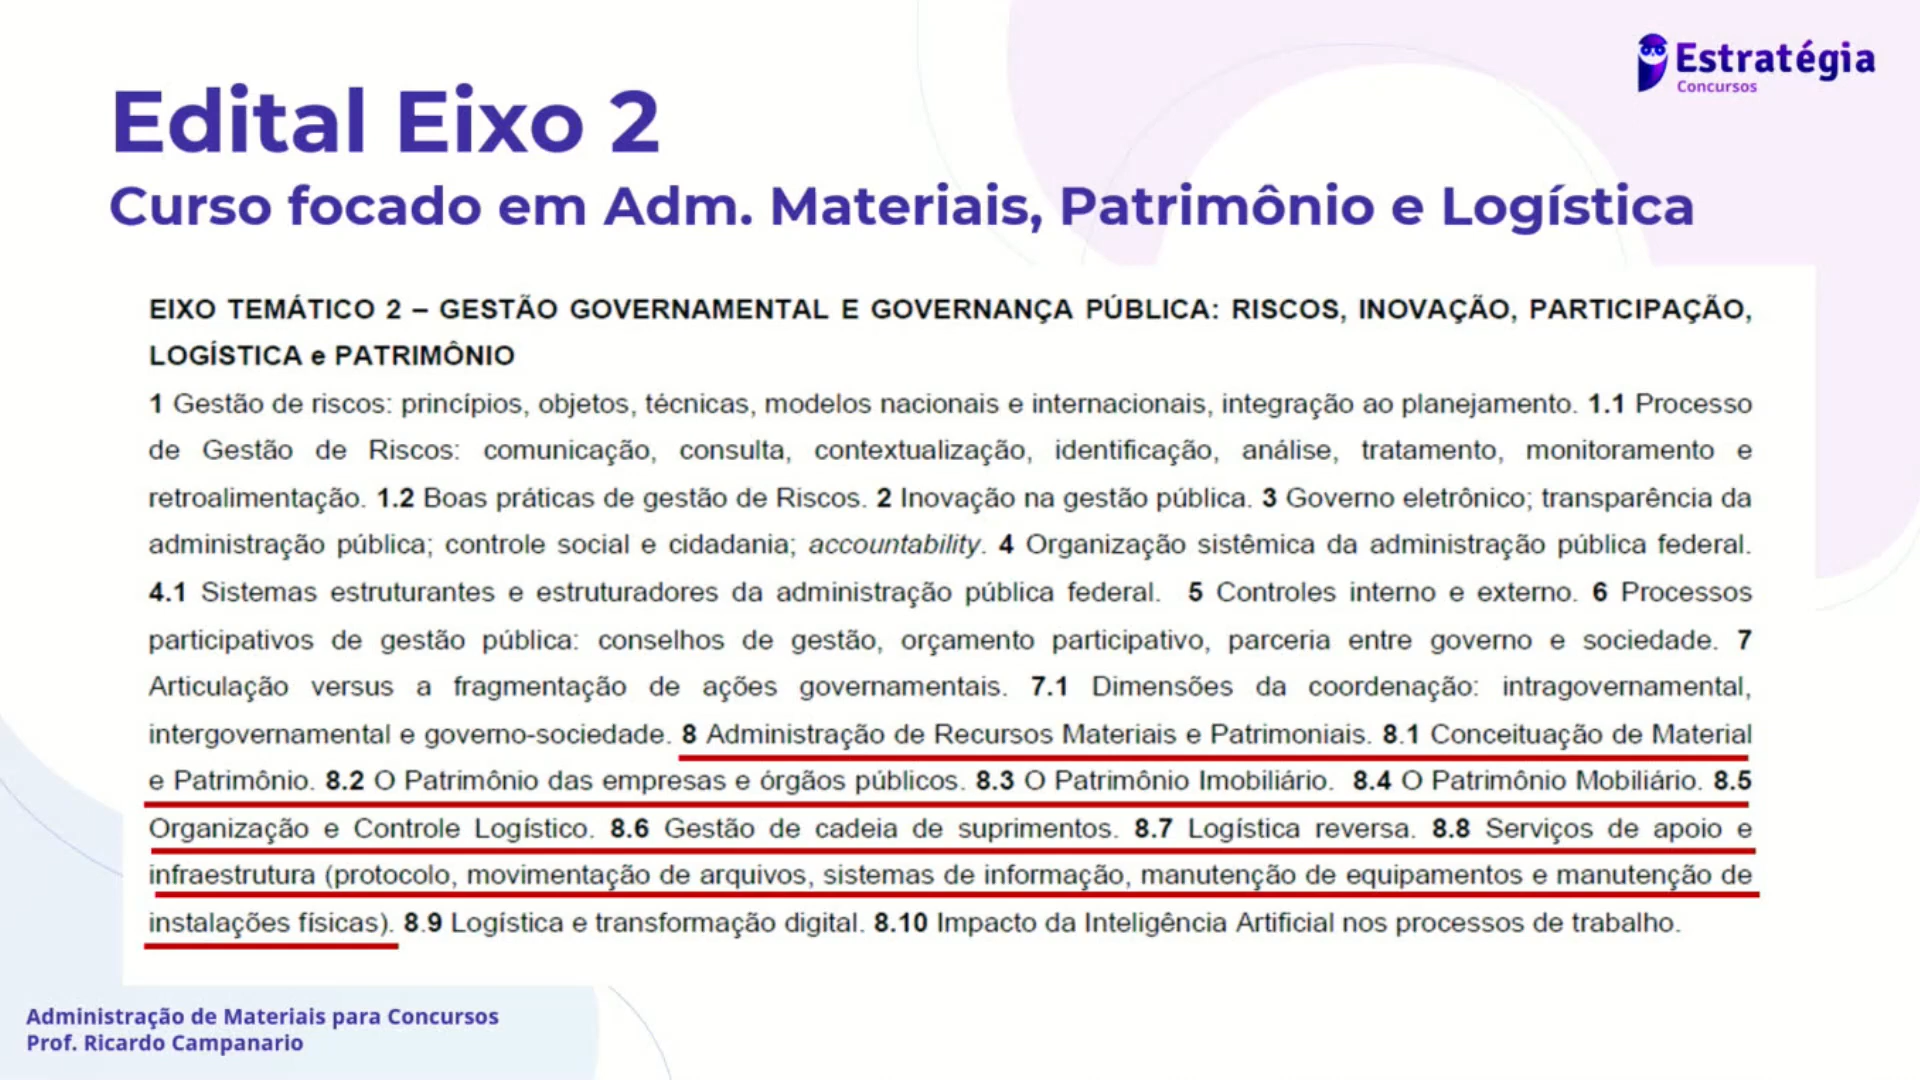 Estratégia
Concursos
Edital Eixo 2
Curso focado em Adm. Materiais, Patrimônio e Logística
EIXO TEMÁTICO 2 – GESTÃO GOVERNAMENTAL E GOVERNANÇA PÚBLICA: RISCOS, INOVAÇÃO, PARTICIPAÇÃO,
LOGÍSTICA e PATRIMÔNIO
1 Gestão de riscos: princípios, objetos, técnicas, modelos nacionais e internacionais, integração ao planejamento. 1.1 Processo
de Gestão de Riscos: comunicação, consulta, contextualização, identificação, análise, tratamento, monitoramento e
retroalimentação. 1.2 Boas práticas de gestão de Riscos. 2 Inovação na gestão pública. 3 Governo eletrônico; transparência da
administração pública; controle social e cidadania; accountability. 4 Organização sistêmica da administração pública federal.
4.1 Sistemas estruturantes e estruturadores da administração pública federal. 5 Controles interno e externo. 6 Processos
participativos de gestão pública: conselhos de gestão, orçamento participativo, parceria entre governo e sociedade. 7
Articulação versus a fragmentação de ações governamentais. 7.1 Dimensões da coordenação: intragovernamental,
intergovernamental e governo-sociedade. 8 Administração de Recursos Materiais e Patrimoniais. 8.1 Conceituação de Material
e Patrimônio. 8.2 O Patrimônio das empresas e órgãos públicos. 8.3 O Patrimônio Imobiliário. 8.4 O Patrimônio Mobiliário. 8.5
Organização e Controle Logístico. 8.6 Gestão de cadeia de suprimentos. 8.7 Logística reversa. 8.8 Serviços de apoio e
infraestrutura (protocolo, movimentação de arquivos, sistemas de informação, manutenção de equipamentos e manutenção de
instalações físicas). 8.9 Logística e transformação digital. 8.10 Impacto da Inteligência Artificial nos processos de trabalho.
Administração de Materiais para Concursos
Prof. Ricardo Campanario